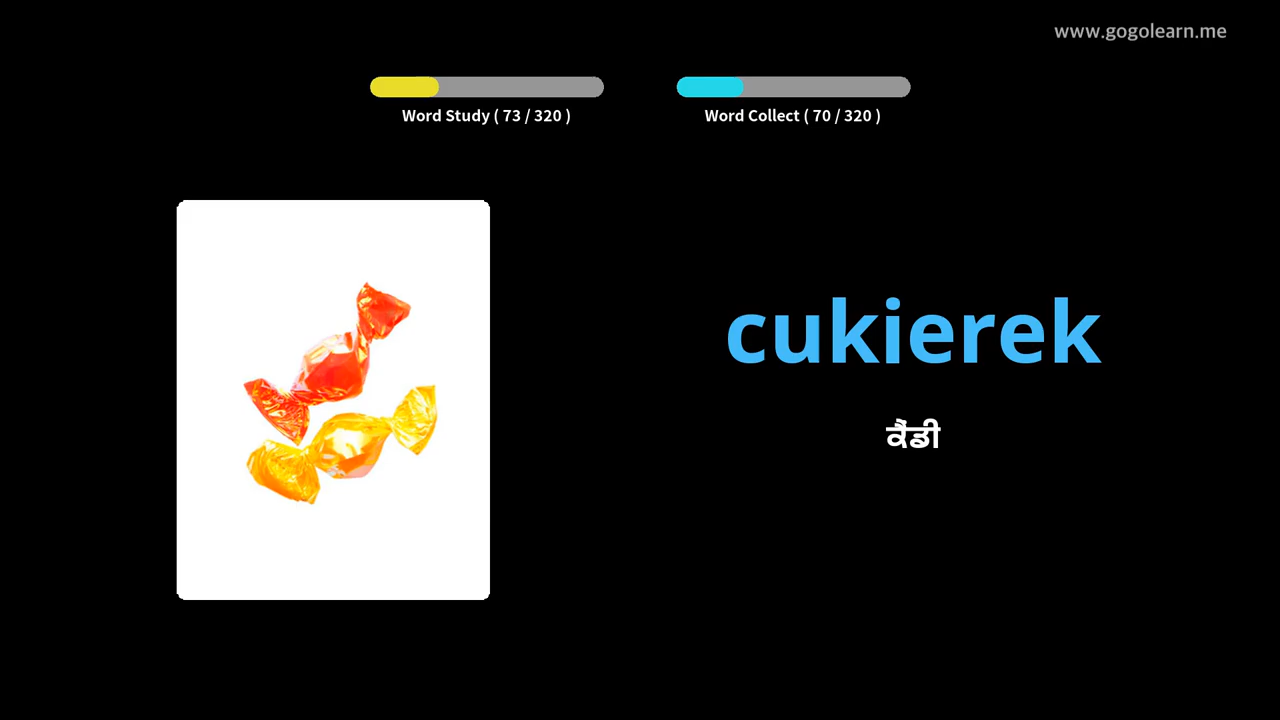 www.gogolearn.me
Word Study ( 73 / 320 )
Word Collect ( 70 / 320 )
cukierek
ਕੈਂਡੀ